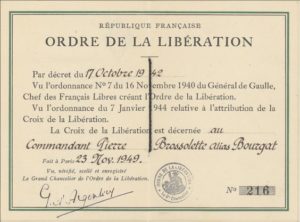 RÉPUBLIQUE FRANÇAISE
ORDRE DE LA LIBÉRATION
Par décret du 17 Octobre 1942
Vu l'ordonnance Nº 7 du 16 Novembre 1940 du Général de Gaulle,
Chef des Français Libres créant l'Ordre de la Libération.
Vu l'ordonnance du 7 Janvier 1944 relative à l'attribution de la
Croix de la Libération.
La Croix de la Libération est décernée au
Commandant Pierre Brossolette alias Bourgat
Fait à Paris 23 Nov. 1949.
Vu, vérifié, scellé et enregistré
Le Grand Chancelier de l'Ordre de la Libération.
Nº 216